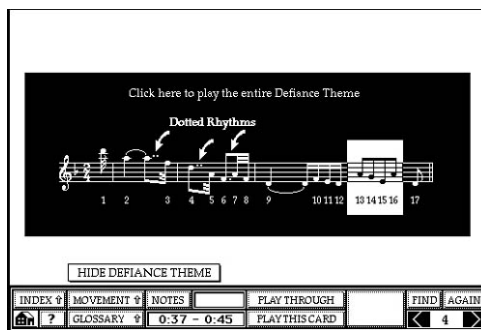 Click here to play the entire Defiance Theme
Dotted Rhythms
2
4
1 2 3 4 5 6 7 8 9 10 11 12 13 14 15 16 17
HIDE DEFIANCE THEME
INDEX ⇧ MOVEMENT ⇧ NOTES PLAY THROUGH FIND AGAIN
? GLOSSARY ⇧ 0:37 - 0:45 PLAY THIS CARD 4